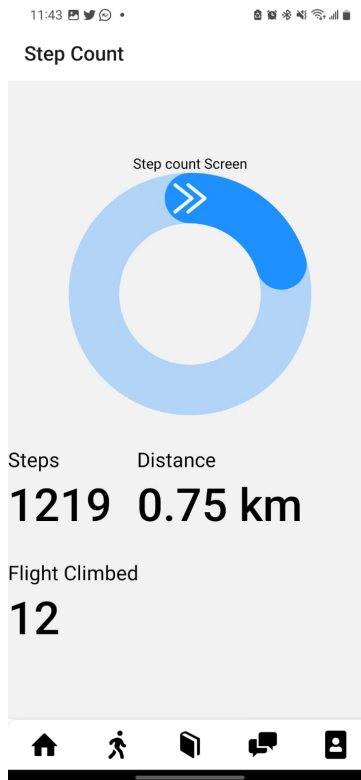 11:43
Step Count
Step count Screen
Steps
Distance
1219
0.75 km
Flight Climbed
12